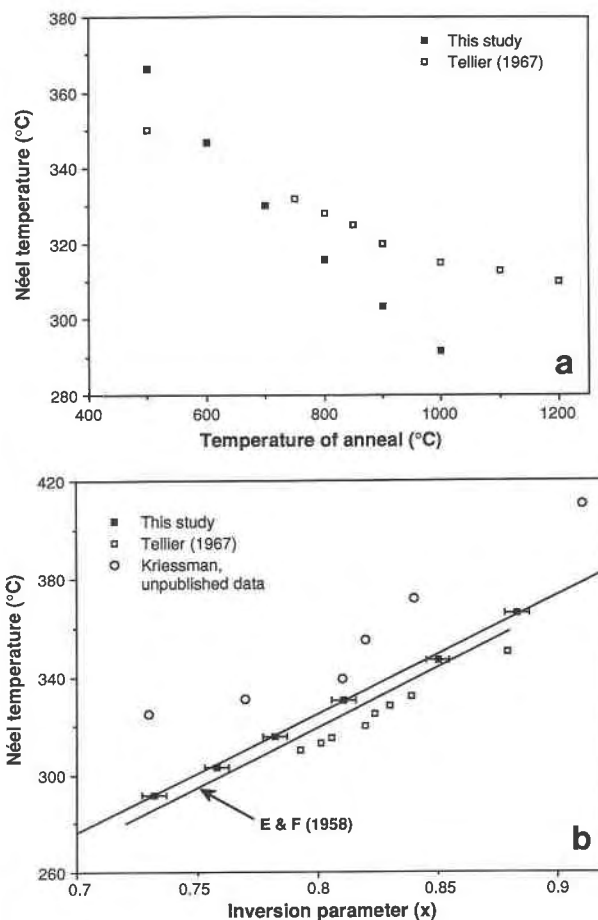 380
360
340
320
300
280
Néel temperature (°C)
This study
Tellier (1967)
a
400
600
800
1000
1200
Temperature of anneal (°C)
420
380
340
300
260
Néel temperature (°C)
This study
Tellier (1967)
Kriessman,
unpublished data
E & F (1958)
b
0.7
0.75
0.8
0.85
0.9
Inversion parameter (x)